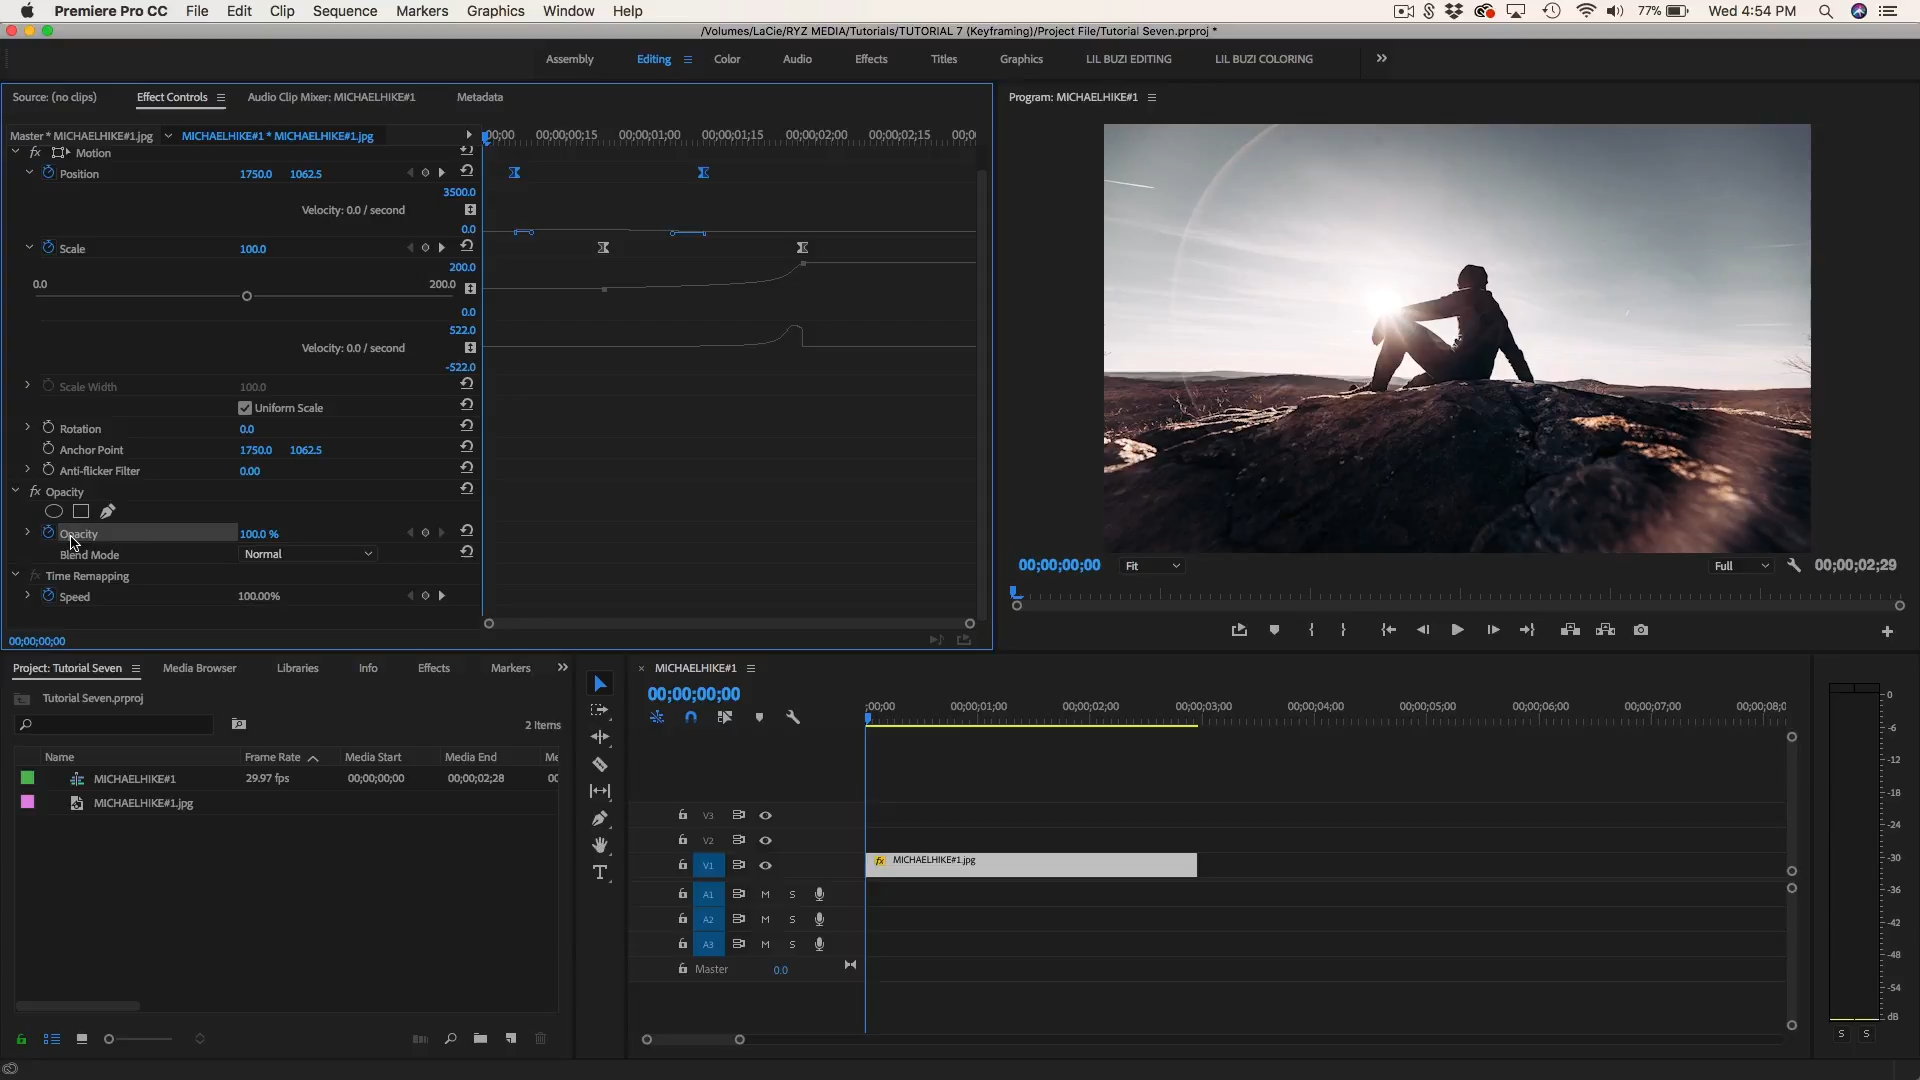 Premiere Pro CC File Edit Clip Sequence Markers Graphics Window Help 77% Wed 4:54 PM
/Volumes/LaCie/RYZ MEDIA/Tutorials/TUTORIAL 7 (Keyframing)/Project File/Tutorial Seven.prproj *
Assembly Editing Color Audio Effects Titles Graphics LIL BUZI EDITING LIL BUZI COLORING
Source: (no clips) Effect Controls Audio Clip Mixer: MICHAELHIKE#1 Metadata
Program: MICHAELHIKE#1
Master * MICHAELHIKE#1.jpg MICHAELHIKE#1 * MICHAELHIKE#1.jpg
00;00 00;00;00;15 00;00;01;00 00;00;01;15 00;00;02;00 00;00;02;15 00;0
fx Motion
Position 1750.0 1062.5
3500.0
Velocity: 0.0 / second
0.0
Scale 100.0
200.0
0.0 200.0
0.0
522.0
Velocity: 0.0 / second
-522.0
Scale Width 100.0
Uniform Scale
Rotation 0.0
Anchor Point 1750.0 1062.5
Anti-flicker Filter 0.00
fx Opacity
Opacity 100.0 %
Blend Mode Normal
fx Time Remapping
Speed 100.00%
00;00;00;00
00;00;00;00 Fit Full 00;00;02;29
Project: Tutorial Seven Media Browser Libraries Info Effects Markers
Tutorial Seven.prproj
2 Items
Name Frame Rate Media Start Media End Me
MICHAELHIKE#1 29.97 fps 00;00;00;00 00;00;02;28 00
MICHAELHIKE#1.jpg
MICHAELHIKE#1
00;00;00;00
;00;00 00;00;01;00 00;00;02;00 00;00;03;00 00;00;04;00 00;00;05;00 00;00;06;00 00;00;07;00 00;00;08;0
V3
V2
V1 fx MICHAELHIKE#1.jpg
A1 M S
A2 M S
A3 M S
Master 0.0
T
0
-6
-12
-18
-24
-30
-36
-42
-48
-54
dB
S S